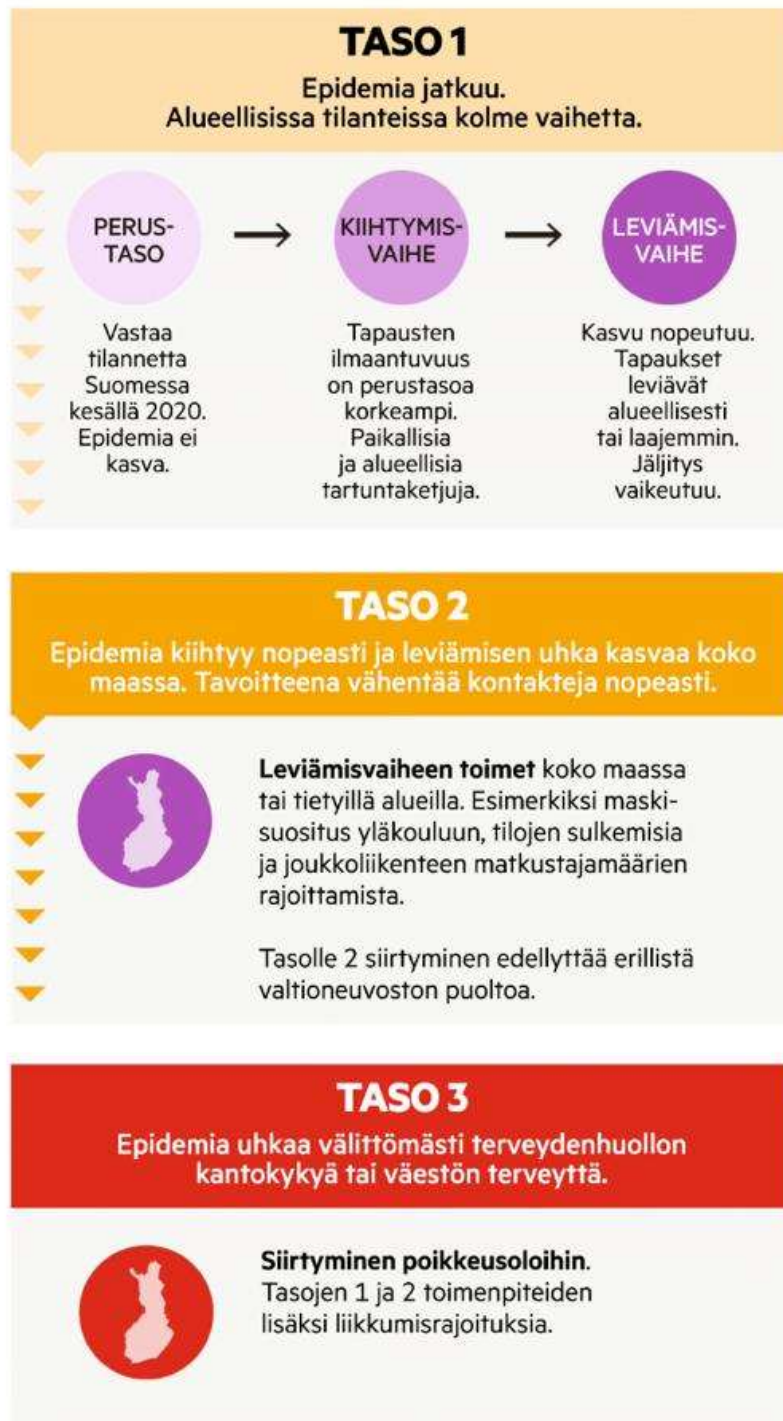 TASO 1
Epidemia jatkuu.
Alueellisissa tilanteissa kolme vaihetta.
PERUS-
TASO
KIIHTYMIS-
VAIHE
LEVIÄMIS-
VAIHE
Vastaa
tilannetta
Suomessa
kesällä 2020.
Epidemia ei
kasva.
Tapausten
ilmaantuvuus
on perustasoa
korkeampi.
Paikallisia
ja alueellisia
tartuntaketjuja.
Kasvu nopeutuu.
Tapaukset
leviävät
alueellisesti
tai laajemmin.
Jäljitys
vaikeutuu.
TASO 2
Epidemia kiihtyy nopeasti ja leviämisen uhka kasvaa koko
maassa. Tavoitteena vähentää kontakteja nopeasti.
Leviämisvaiheen toimet koko maassa
tai tietyillä alueilla. Esimerkiksi maski-
suositus yläkouluun, tilojen sulkemisia
ja joukkoliikenteen matkustajamäärien
rajoittamista.
Tasolle 2 siirtyminen edellyttää erillistä
valtioneuvoston puoltoa.
TASO 3
Epidemia uhkaa välittömästi terveydenhuollon
kantokykyä tai väestön terveyttä.
Siirtyminen poikkeusoloihin.
Tasojen 1 ja 2 toimenpiteiden
lisäksi liikkumisrajoituksia.